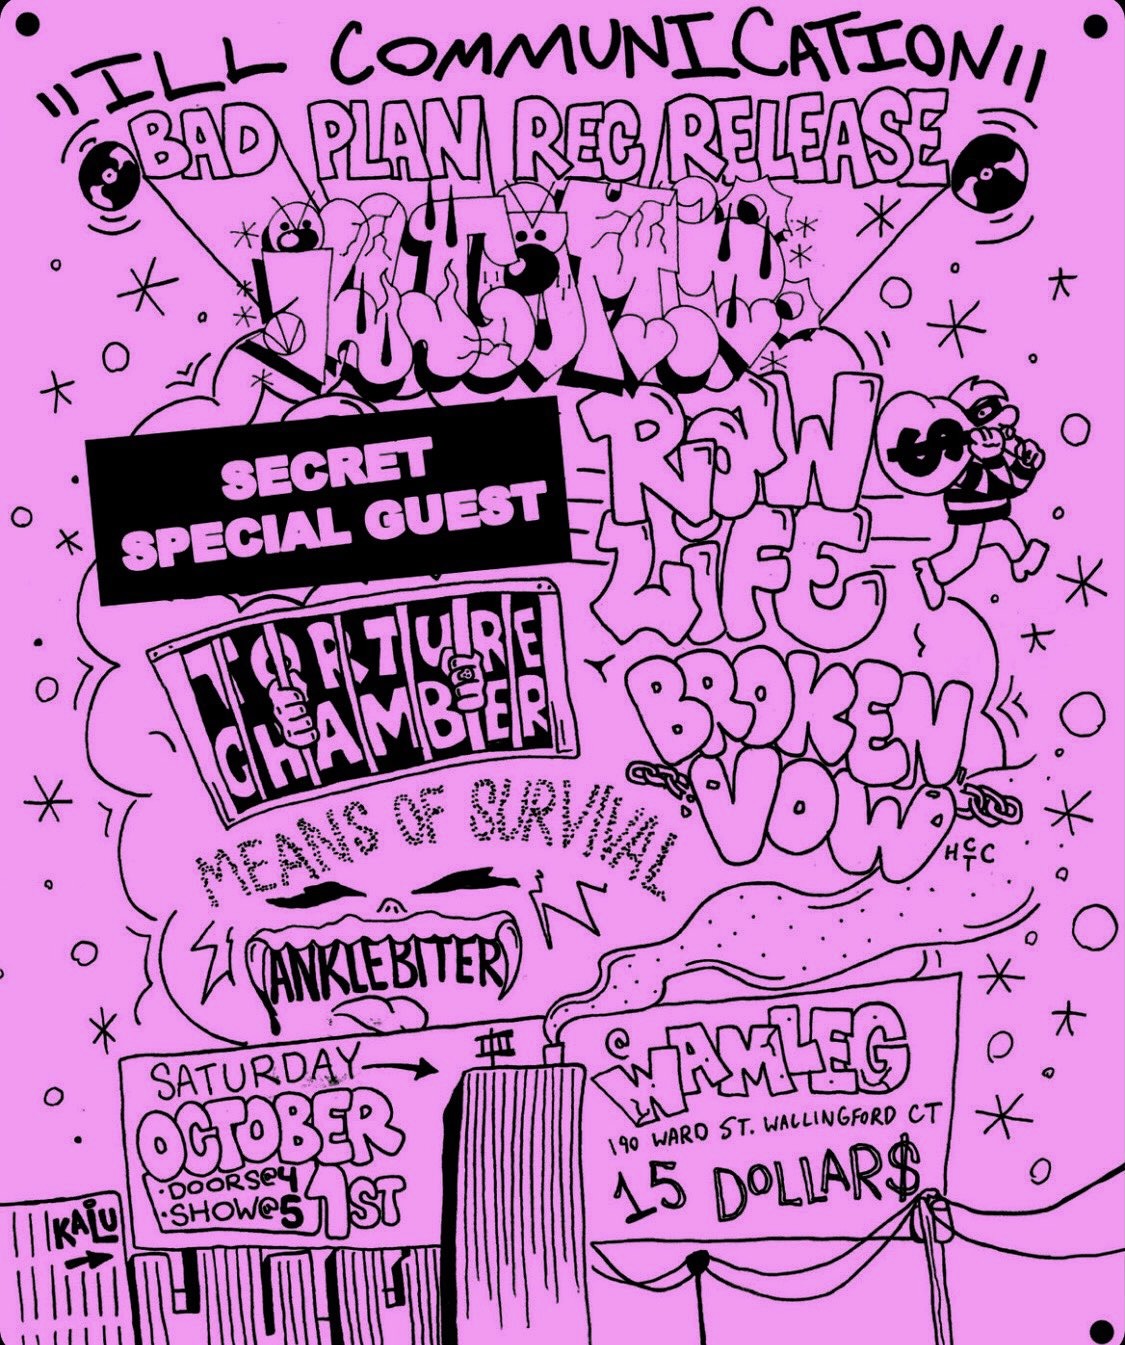 "ILL COMMUNICATION"
BAD PLAN REC RELEASE
SECRET
SPECIAL GUEST
RAW
LIFE
TORTURE
CHAMBER
BROKEN
VOW
HCTC
MEANS OF SURVIVAL
ANKLEBITER
SATURDAY
OCTOBER
1ST
·DOORS@4
·SHOW@5
@ WAMLEG
190 WARD ST. WALLINGFORD CT
15 DOLLAR$
KAIU